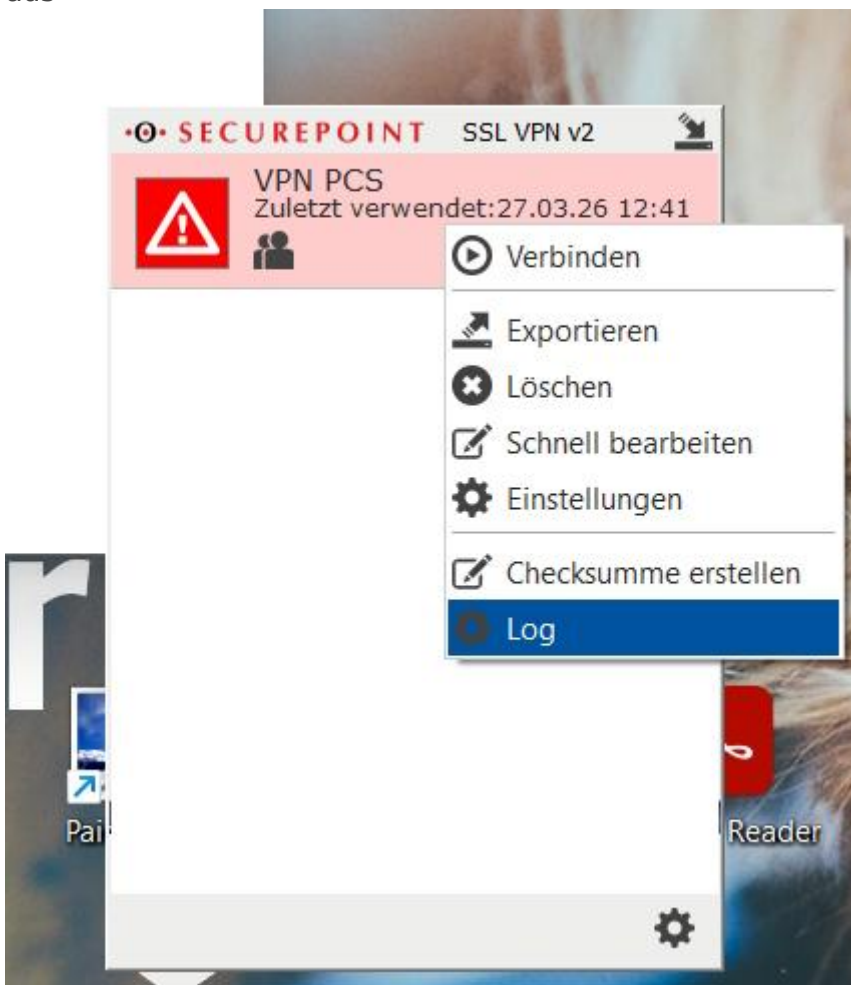 SECUREPOINT SSL VPN v2
VPN PCS
Zuletzt verwendet:27.03.26 12:41
Verbinden
Exportieren
Löschen
Schnell bearbeiten
Einstellungen
Checksumme erstellen
Log
r
Pai
Reader